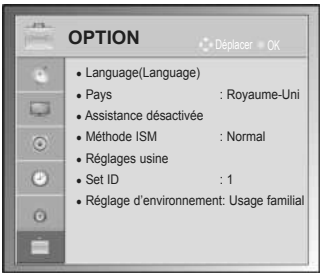 OPTION
Déplacer OK
• Language(Language)
• Pays : Royaume-Uni
• Assistance désactivée
• Méthode ISM : Normal
• Réglages usine
• Set ID : 1
• Réglage d'environnement: Usage familial